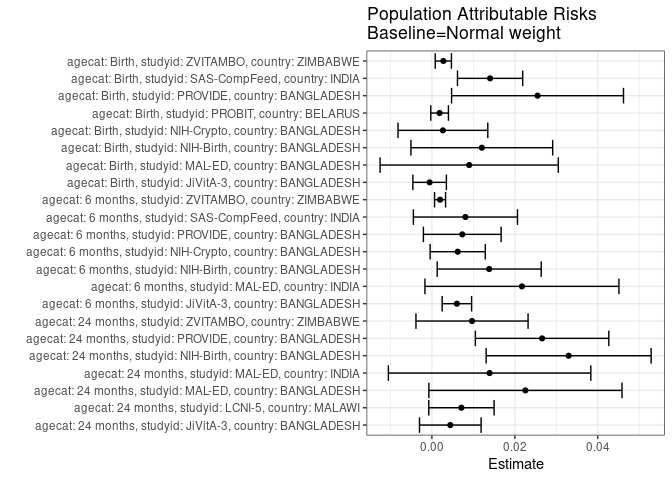 Population Attributable Risks
Baseline=Normal weight
agecat: Birth, studyid: ZVITAMBO, country: ZIMBABWE
agecat: Birth, studyid: SAS-CompFeed, country: INDIA
agecat: Birth, studyid: PROVIDE, country: BANGLADESH
agecat: Birth, studyid: PROBIT, country: BELARUS
agecat: Birth, studyid: NIH-Crypto, country: BANGLADESH
agecat: Birth, studyid: NIH-Birth, country: BANGLADESH
agecat: Birth, studyid: MAL-ED, country: BANGLADESH
agecat: Birth, studyid: JiVitA-3, country: BANGLADESH
agecat: 6 months, studyid: ZVITAMBO, country: ZIMBABWE
agecat: 6 months, studyid: SAS-CompFeed, country: INDIA
agecat: 6 months, studyid: PROVIDE, country: BANGLADESH
agecat: 6 months, studyid: NIH-Crypto, country: BANGLADESH
agecat: 6 months, studyid: NIH-Birth, country: BANGLADESH
agecat: 6 months, studyid: MAL-ED, country: INDIA
agecat: 6 months, studyid: JiVitA-3, country: BANGLADESH
agecat: 24 months, studyid: ZVITAMBO, country: ZIMBABWE
agecat: 24 months, studyid: PROVIDE, country: BANGLADESH
agecat: 24 months, studyid: NIH-Birth, country: BANGLADESH
agecat: 24 months, studyid: MAL-ED, country: INDIA
agecat: 24 months, studyid: MAL-ED, country: BANGLADESH
agecat: 24 months, studyid: LCNI-5, country: MALAWI
agecat: 24 months, studyid: JiVitA-3, country: BANGLADESH
0.00 0.02 0.04
Estimate